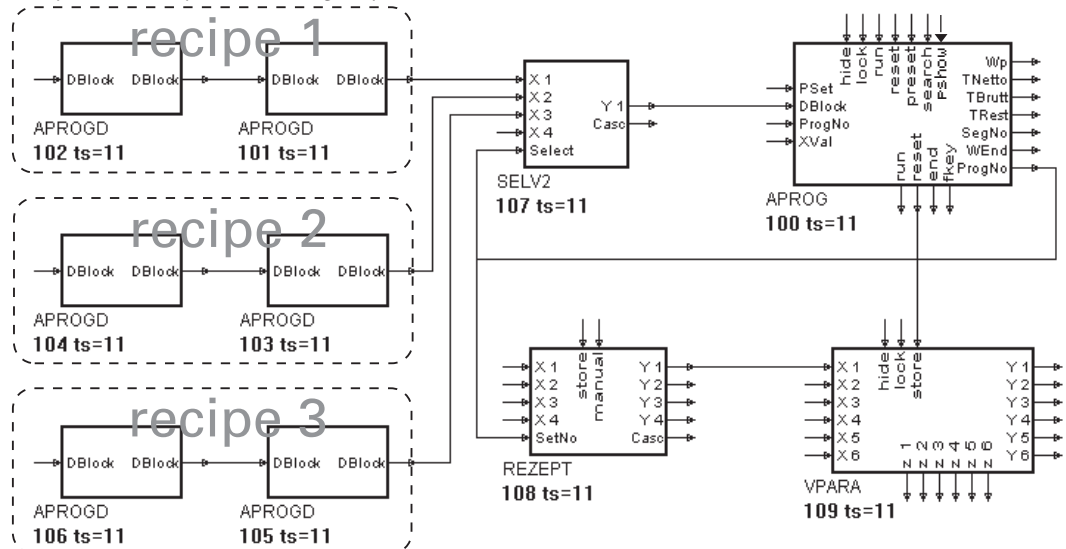 recipe 1
DBlock DBlock
APROGD
102 ts=11
DBlock DBlock
APROGD
101 ts=11
recipe 2
DBlock DBlock
APROGD
104 ts=11
DBlock DBlock
APROGD
103 ts=11
recipe 3
DBlock DBlock
APROGD
106 ts=11
DBlock DBlock
APROGD
105 ts=11
X 1
X 2
X 3
X 4
Select
Y 1
Casc
SELV2
107 ts=11
hide
lock
run
reset
preset
search
Pshow
PSet
DBlock
ProgNo
XVal
Wp
TNetto
TBrutt
TRest
SegNo
WEnd
ProgNo
run
reset
end
fkey
APROG
100 ts=11
store
manual
X 1
X 2
X 3
X 4
SetNo
Y 1
Y 2
Y 3
Y 4
Casc
REZEPT
108 ts=11
hide
lock
store
X 1
X 2
X 3
X 4
X 5
X 6
Y 1
Y 2
Y 3
Y 4
Y 5
Y 6
z 1
z 2
z 3
z 4
z 5
z 6
VPARA
109 ts=11